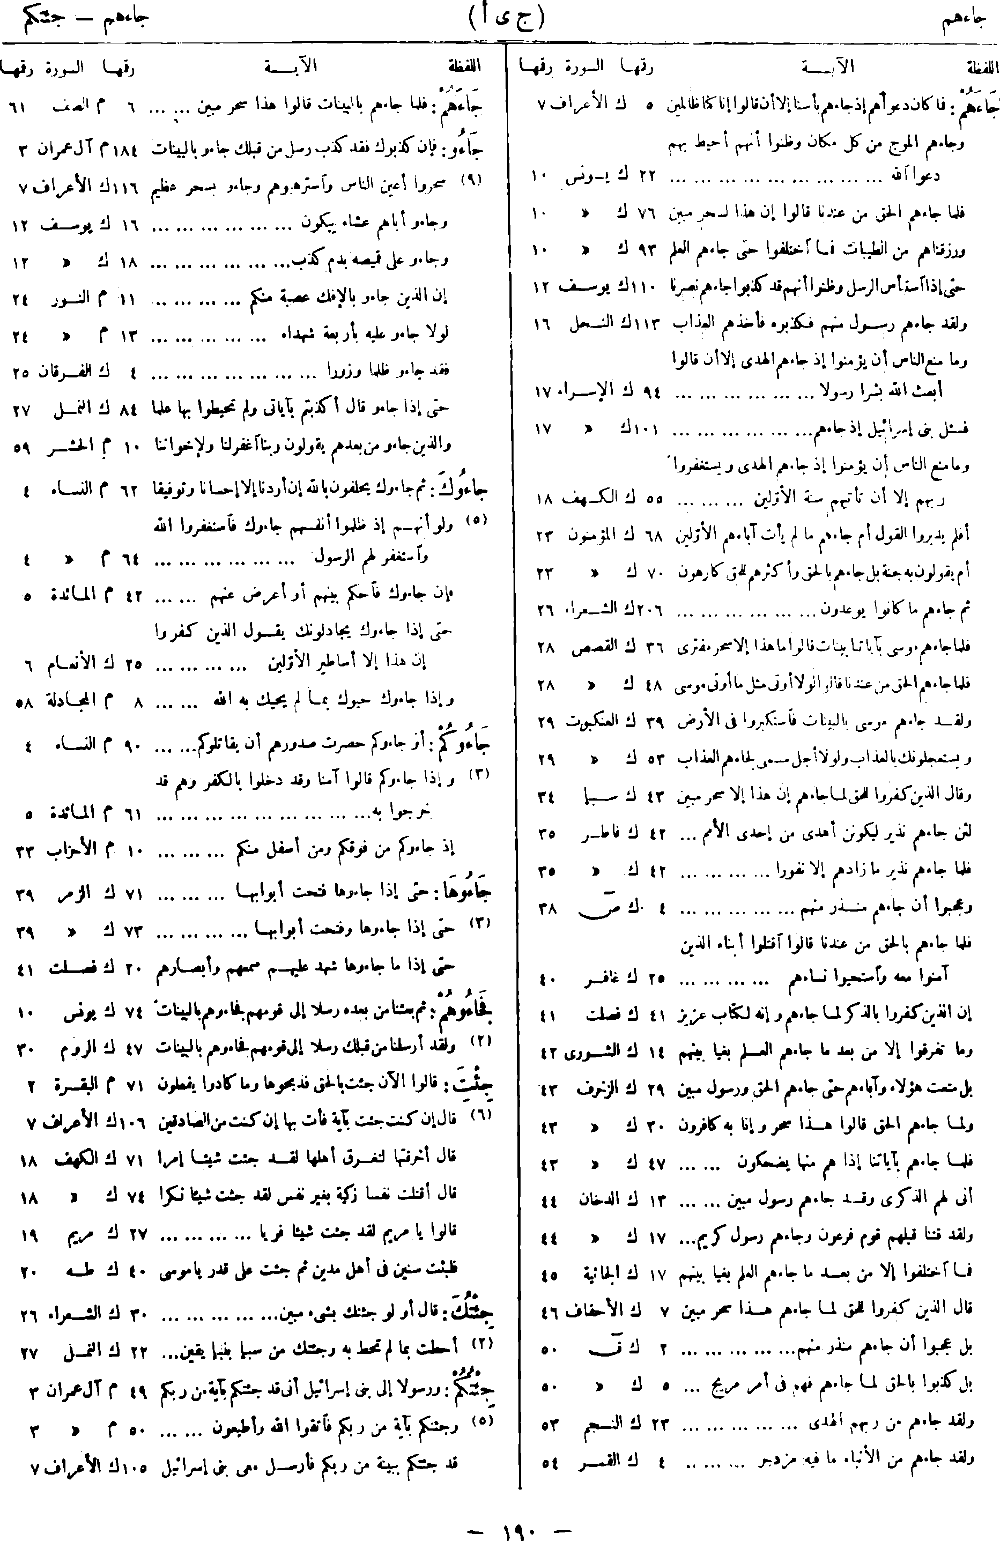 جاءهم
(ج ى أ)
جاءهم — جئتكم
اللفظة الآيـــة رقمها السورة رقمها
جَاءَهُمْ: فما كان دعوٱهم إذ جاءهم بأسنا إلا أن قالوا إنا كنا ظالمين ٥ ك الأعراف ٧
وجاءهم الموج من كل مكان وظنوا أنهم أحيط بهم
دعوا ٱلله ... ... ... ... ... ... ... ... ٢٢ ك يـونس ١٠
فلما جاءهم الحق من عندنا قالوا إن هذا لسحر مبين ٧٦ ك « ١٠
ورزقناهم من الطيبات فما ٱختلفوا حتى جاءهم العلم ٩٣ ك « ١٠
حتى إذا ٱستأس الرسل وظنوا أنهم قد كذبوا جاءهم نصرنا ١١٠ ك يوسف ١٢
ولقد جاءهم رسول منهم فكذبوه فأخذهم العذاب ١١٣ ك النحل ١٦
وما منع الناس أن يؤمنوا إذ جاءهم الهدى إلا أن قالوا
أبعث الله بشرا رسولا ... ... ... ... ... ٩٤ ك الإسراء ١٧
فسئل بنى إسرائيل إذ جاءهم ... ... ... ... ... ١٠١ ك « ١٧
وما منع الناس أن يؤمنوا إذ جاءهم الهدى ويستغفروا
ربهم إلا أن تأتيهم سنة الأولين ... ... ... ٥٥ ك الكهف ١٨
أفلم يدبروا القول أم جاءهم ما لم يأت آباءهم الأولين ٦٨ ك المؤمنون ٢٣
أم يقولون به جنة بل جاءهم بالحق وأكثرهم للحق كارهون ٧٠ ك « ٢٣
ثم جاءهم ما كانوا يوعدون ... ... ... ... ... ٢٠٦ ك الشعراء ٢٦
فلما جاءهم موسى بآياتنا بينات قالوا ما هذا إلا سحر مفترى ٣٦ ك القصص ٢٨
فلما جاءهم الحق من عندنا قالوا لولا أوتى مثل ما أوتى موسى ٤٨ ك « ٢٨
ولقد جاءهم موسى بالبينات فٱستكبروا فى الأرض ٣٩ ك العنكبوت ٢٩
ويستعجلونك بالعذاب ولولا أجل مسمى لجاءهم العذاب ٥٣ ك « ٢٩
وقال الذين كفروا للحق لما جاءهم إن هذا إلا سحر مبين ٤٣ ك سبإ ٣٤
لئن جاءهم نذير ليكونن أهدى من إحدى الأمم ... ٤٢ ك فاطر ٣٥
فلما جاءهم نذير ما زادهم إلا نفورا ... ... ... ... ٤٢ ك « ٣٥
وعجبوا أن جاءهم منذر منهم ... ... ... ... ... ٤ ك ص ٣٨
فلما جاءهم بالحق من عندنا قالوا ٱقتلوا أبناء الذين
آمنوا معه وٱستحيوا نساءهم ... ... ... ... ٢٥ ك غافر ٤٠
إن الذين كفروا بالذكر لما جاءهم وإنه لكتاب عزيز ٤١ ك فصلت ٤١
وما تفرقوا إلا من بعد ما جاءهم العلم بغيا بينهم ١٤ ك الشورى ٤٢
بل متعت هؤلاء وآباءهم حتى جاءهم الحق ورسول مبين ٢٩ ك الزخرف ٤٣
ولما جاءهم الحق قالوا هذا سحر وإنا به كافرون ٣٠ ك « ٤٣
فلما جاءهم بآياتنا إذا هم منها يضحكون ... ... ٤٧ ك « ٤٣
أنى لهم الذكرى وقد جاءهم رسول مبين ... ... ١٣ ك الدخان ٤٤
ولقد فتنا قبلهم قوم فرعون وجاءهم رسول كريم ... ١٧ ك « ٤٤
فما ٱختلفوا إلا من بعد ما جاءهم العلم بغيا بينهم ١٧ ك الجاثية ٤٥
قال الذين كفروا للحق لما جاءهم هذا سحر مبين ٧ ك الأحقاف ٤٦
بل عجبوا أن جاءهم منذر منهم ... ... ... ... ٢ ك قٓ ٥٠
بل كذبوا بالحق لما جاءهم فهم فى أمر مريج ... ٥ ك « ٥٠
ولقد جاءهم من ربهم الهدى ... ... ... ... ... ٢٣ ك النجم ٥٣
ولقد جاءهم من الأنباء ما فيه مزدجر ... ... .. ٤ ك القمر ٥٤
اللفظة الآيـــة رقمها السورة رقمها
جَاءَهُمْ: فلما جاءهم بالبينات قالوا هذا سحر مبين ... ... ٦ م الصف ٦١
جَاءُو: فإن كذبوك فقد كذب رسل من قبلك جاءو بالبينات ١٨٤ م آل عمران ٣
(٩) سحروا أعين الناس وٱسترهبوهم وجاءو بسحر عظيم ١١٦ ك الأعراف ٧
وجاءو أباهم عشاء يبكون ... ... ... ... ... ... ١٦ ك يوسف ١٢
وجاءو على قميصه بدم كذب ... ... ... ... ... ١٨ ك « ١٢
إن الذين جاءو بالإفك عصبة منكم ... ... ... ... ١١ م النور ٢٤
لولا جاءو عليه بأربعة شهداء ... ... ... ... ١٣ م « ٢٤
فقد جاءو ظلما وزورا ... ... ... ... ... ... ٤ ك الفرقان ٢٥
حتى إذا جاءو قال أكذبتم بآياتى ولم تحيطوا بها علما ٨٤ ك النمل ٢٧
والذين جاءو من بعدهم يقولون ربنا ٱغفر لنا ولإخواننا ١٠ م الحشر ٥٩
جَاءُوكَ: ثم جاءوك يحلفون بالله إن أردنا إلا إحسانا وتوفيقا ٦٢ م النساء ٤
(٥) ولو أنهم إذ ظلموا أنفسهم جاءوك فٱستغفروا الله
وٱستغفر لهم الرسول ... ... ... ... ... ... ٦٤ م « ٤
فإن جاءوك فٱحكم بينهم أو أعرض عنهم ... ... ٤٢ م المائدة ٥
حتى إذا جاءوك يجادلونك يقول الذين كفروا
إن هذا إلا أساطير الأولين ... ... ... ... ٢٥ ك الأنعام ٦
وإذا جاءوك حيوك بما لم يحيك به الله ... ... ٨ م المجادلة ٥٨
جَاءُوكُمْ: أو جاءوكم حصرت صدورهم أن يقاتلوكم ... ... ٩٠ م النساء ٤
(٣) وإذا جاءوكم قالوا آمنا وقد دخلوا بالكفر وهم قد
خرجوا به ... ... ... ... ... ... ... ... ٦١ م المائدة ٥
إذ جاءوكم من فوقكم ومن أسفل منكم ... ... ... ١٠ م الأحزاب ٣٣
جَاءُوهَا: حتى إذا جاءوها فتحت أبوابها ... ... ... ٧١ ك الزمر ٣٩
(٣) حتى إذا جاءوها وفتحت أبوابها ... ... ... ... ٧٣ ك « ٣٩
حتى إذا ما جاءوها شهد عليهم سمعهم وأبصارهم ٢٠ ك فصلت ٤١
فَجَاءُوهُمْ: ثم بعثنا من بعده رسلا إلى قومهم فجاءوهم بالبينات ٧٤ ك يونس ١٠
(٢) ولقد أرسلنا من قبلك رسلا إلى قومهم فجاءوهم بالبينات ٤٧ ك الروم ٣٠
جِئْتَ: قالوا الآن جئت بالحق فذبحوها وما كادوا يفعلون ٧١ م البقرة ٢
(٦) قال إن كنت جئت بآية فأت بها إن كنت من الصادقين ١٠٦ ك الأعراف ٧
قال أخرقتها لتغرق أهلها لقد جئت شيئا إمرا ٧١ ك الكهف ١٨
قال أقتلت نفسا زكية بغير نفس لقد جئت شيئا نكرا ٧٤ ك « ١٨
قالوا يا مريم لقد جئت شيئا فريا ... ... ... ... ٢٧ ك مريم ١٩
فلبثت سنين فى أهل مدين ثم جئت على قدر يا موسى ٤٠ ك طـه ٢٠
جِئْتُكَ: قال أو لو جئتك بشىء مبين ... ... ... ... ... ٣٠ ك الشعراء ٢٦
(٢) أحطت بما لم تحط به وجئتك من سبإ بنبإ يقين ... ٢٢ ك النمل ٢٧
جِئْتُكُمْ: ورسولا إلى بنى إسرائيل أنى قد جئتكم بآية من ربكم ٤٩ م آل عمران ٣
(٥) وجئتكم بآية من ربكم فٱتقوا الله وأطيعون ... ... ٥٠ م « ٣
قد جئتكم ببينة من ربكم فأرسل معى بنى إسرائيل ١٠٥ ك الأعراف ٧
— ١٩٠ —